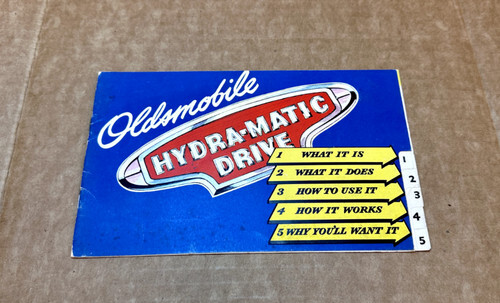 Oldsmobile
HYDRA-MATIC
DRIVE
1 WHAT IT IS
2 WHAT IT DOES
3 HOW TO USE IT
4 HOW IT WORKS
5 WHY YOU'LL WANT IT
1
2
3
4
5